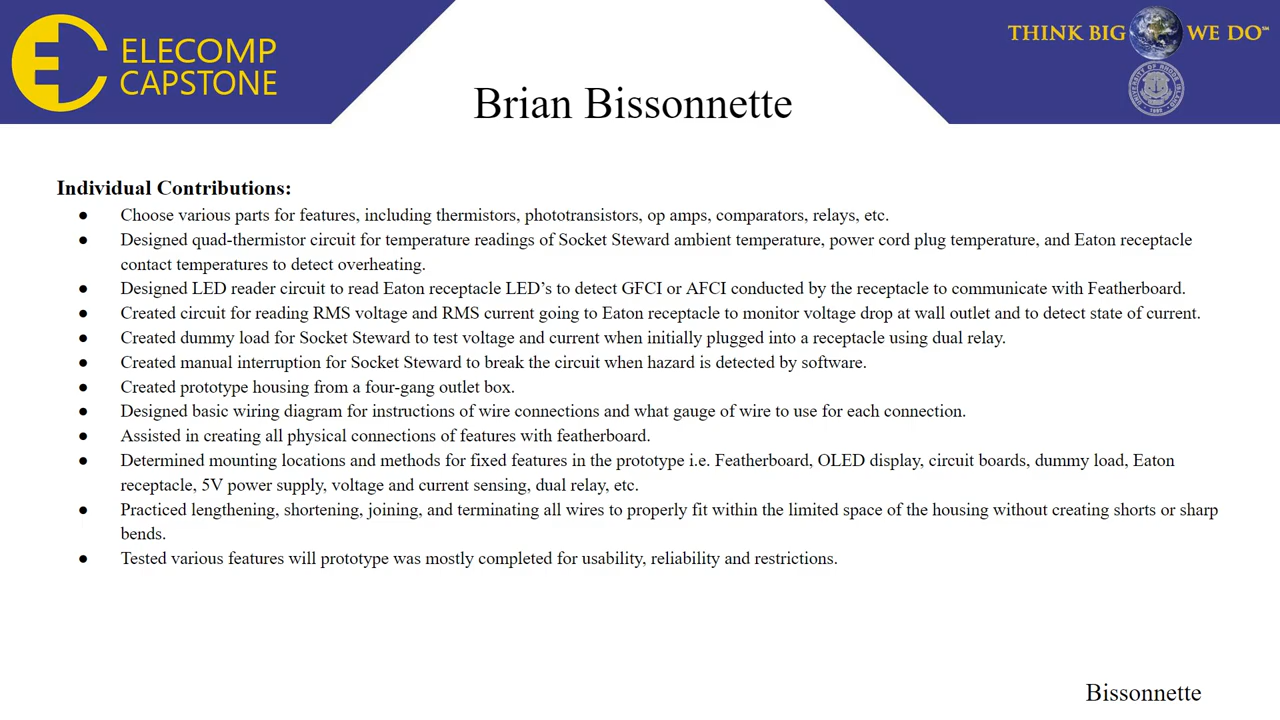 ELECOMP
CAPSTONE
THINK BIG WE DO℠
UNIVERSITY OF RHODE ISLAND
1892
Brian Bissonnette
Individual Contributions:
● Choose various parts for features, including thermistors, phototransistors, op amps, comparators, relays, etc.
● Designed quad-thermistor circuit for temperature readings of Socket Steward ambient temperature, power cord plug temperature, and Eaton receptacle
contact temperatures to detect overheating.
● Designed LED reader circuit to read Eaton receptacle LED's to detect GFCI or AFCI conducted by the receptacle to communicate with Featherboard.
● Created circuit for reading RMS voltage and RMS current going to Eaton receptacle to monitor voltage drop at wall outlet and to detect state of current.
● Created dummy load for Socket Steward to test voltage and current when initially plugged into a receptacle using dual relay.
● Created manual interruption for Socket Steward to break the circuit when hazard is detected by software.
● Created prototype housing from a four-gang outlet box.
● Designed basic wiring diagram for instructions of wire connections and what gauge of wire to use for each connection.
● Assisted in creating all physical connections of features with featherboard.
● Determined mounting locations and methods for fixed features in the prototype i.e. Featherboard, OLED display, circuit boards, dummy load, Eaton
receptacle, 5V power supply, voltage and current sensing, dual relay, etc.
● Practiced lengthening, shortening, joining, and terminating all wires to properly fit within the limited space of the housing without creating shorts or sharp
bends.
● Tested various features will prototype was mostly completed for usability, reliability and restrictions.
Bissonnette